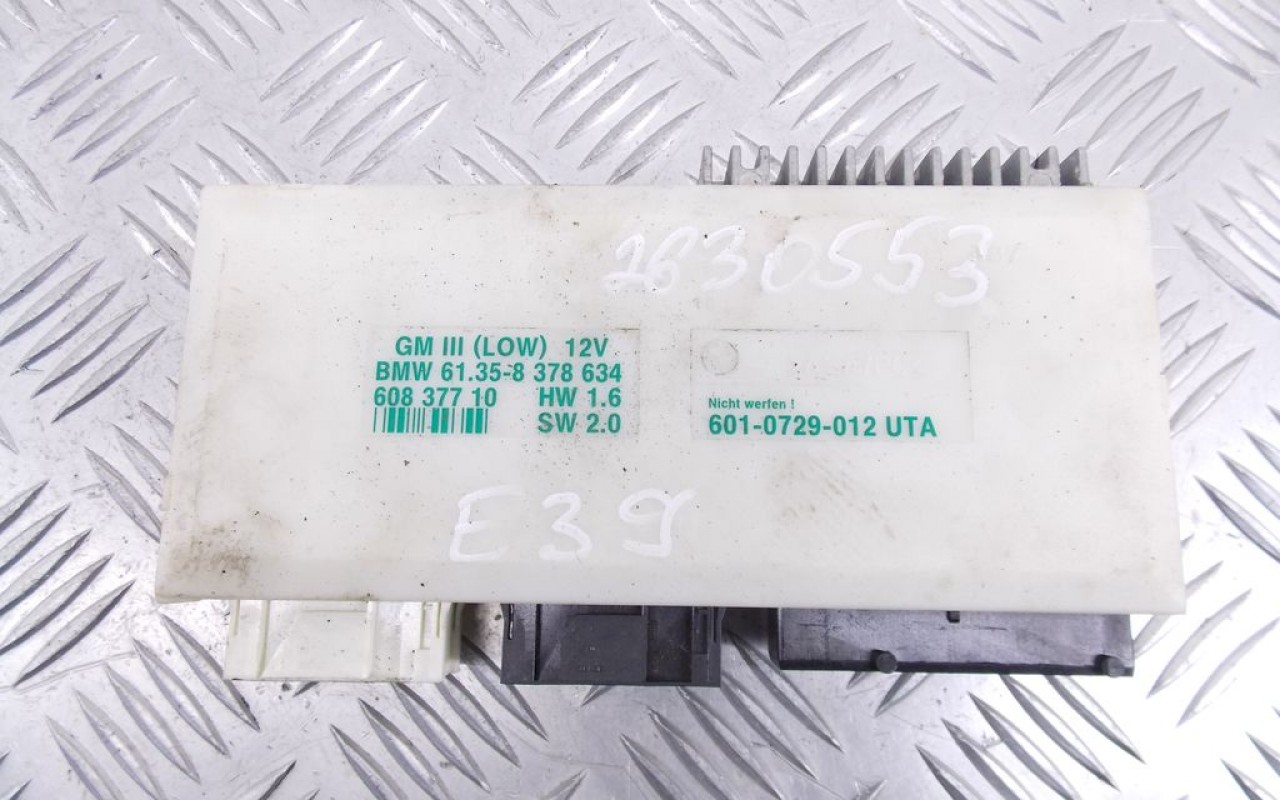 2630553
GM III (LOW) 12V
BMW 61.35-8 378 634
608 377 10 HW 1.6
SW 2.0
Nicht werfen !
601-0729-012 UTA
E39